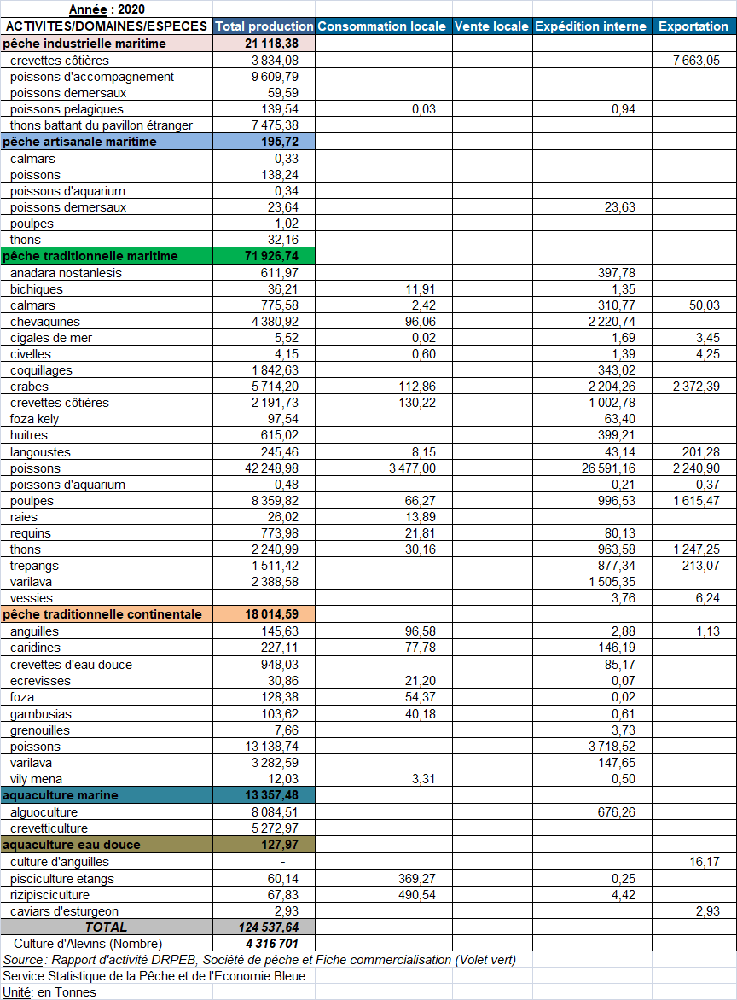 Année : 2020
ACTIVITES/DOMAINES/ESPECES Total production Consommation locale Vente locale Expédition interne Exportation
pêche industrielle maritime 21 118,38
crevettes côtières 3 834,08 7 663,05
poissons d'accompagnement 9 609,79
poissons demersaux 59,59
poissons pelagiques 139,54 0,03 0,94
thons battant du pavillon étranger 7 475,38
pêche artisanale maritime 195,72
calmars 0,33
poissons 138,24
poissons d'aquarium 0,34
poissons demersaux 23,64 23,63
poulpes 1,02
thons 32,16
pêche traditionnelle maritime 71 926,74
anadara nostanlesis 611,97 397,78
bichiques 36,21 11,91 1,35
calmars 775,58 2,42 310,77 50,03
chevaquines 4 380,92 96,06 2 220,74
cigales de mer 5,52 0,02 1,69 3,45
civelles 4,15 0,60 1,39 4,25
coquillages 1 842,63 343,02
crabes 5 714,20 112,86 2 204,26 2 372,39
crevettes côtières 2 191,73 130,22 1 002,78
foza kely 97,54 63,40
huitres 615,02 399,21
langoustes 245,46 8,15 43,14 201,28
poissons 42 248,98 3 477,00 26 591,16 2 240,90
poissons d'aquarium 0,48 0,21 0,37
poulpes 8 359,82 66,27 996,53 1 615,47
raies 26,02 13,89
requins 773,98 21,81 80,13
thons 2 240,99 30,16 963,58 1 247,25
trepangs 1 511,42 877,34 213,07
varilava 2 388,58 1 505,35
vessies 3,76 6,24
pêche traditionnelle continentale 18 014,59
anguilles 145,63 96,58 2,88 1,13
caridines 227,11 77,78 146,19
crevettes d'eau douce 948,03 85,17
ecrevisses 30,86 21,20 0,07
foza 128,38 54,37 0,02
gambusias 103,62 40,18 0,61
grenouilles 7,66 3,73
poissons 13 138,74 3 718,52
varilava 3 282,59 147,65
vily mena 12,03 3,31 0,50
aquaculture marine 13 357,48
alguoculture 8 084,51 676,26
crevetticulture 5 272,97
aquaculture eau douce 127,97
culture d'anguilles - 16,17
pisciculture etangs 60,14 369,27 0,25
rizipisciculture 67,83 490,54 4,42
caviars d'esturgeon 2,93 2,93
TOTAL 124 537,64
- Culture d'Alevins (Nombre) 4 316 701
Source : Rapport d'activité DRPEB, Société de pêche et Fiche commercialisation (Volet vert)
Service Statistique de la Pêche et de l'Economie Bleue
Unité: en Tonnes